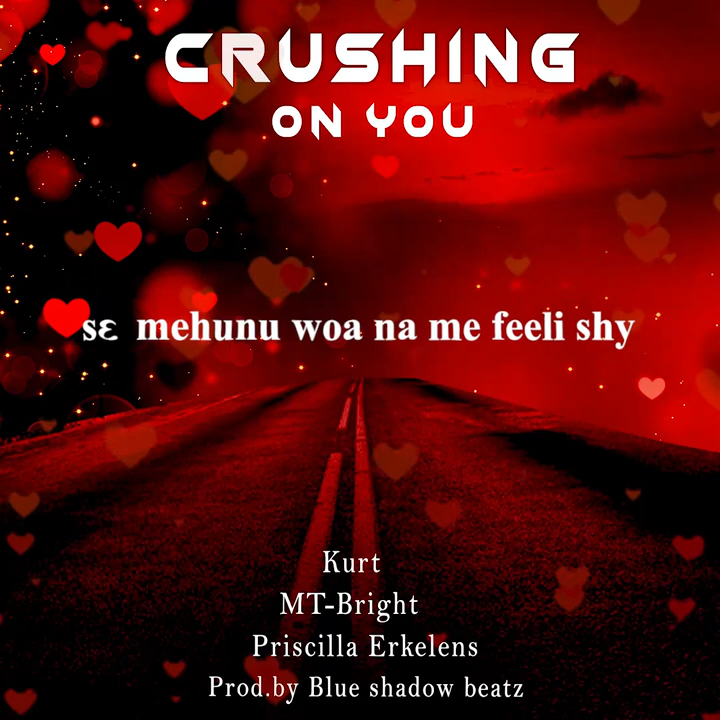 CRUSHING
ON YOU
sɛ mehunu woa na me feeli shy
Kurt
MT-Bright
Priscilla Erkelens
Prod.by Blue shadow beatz